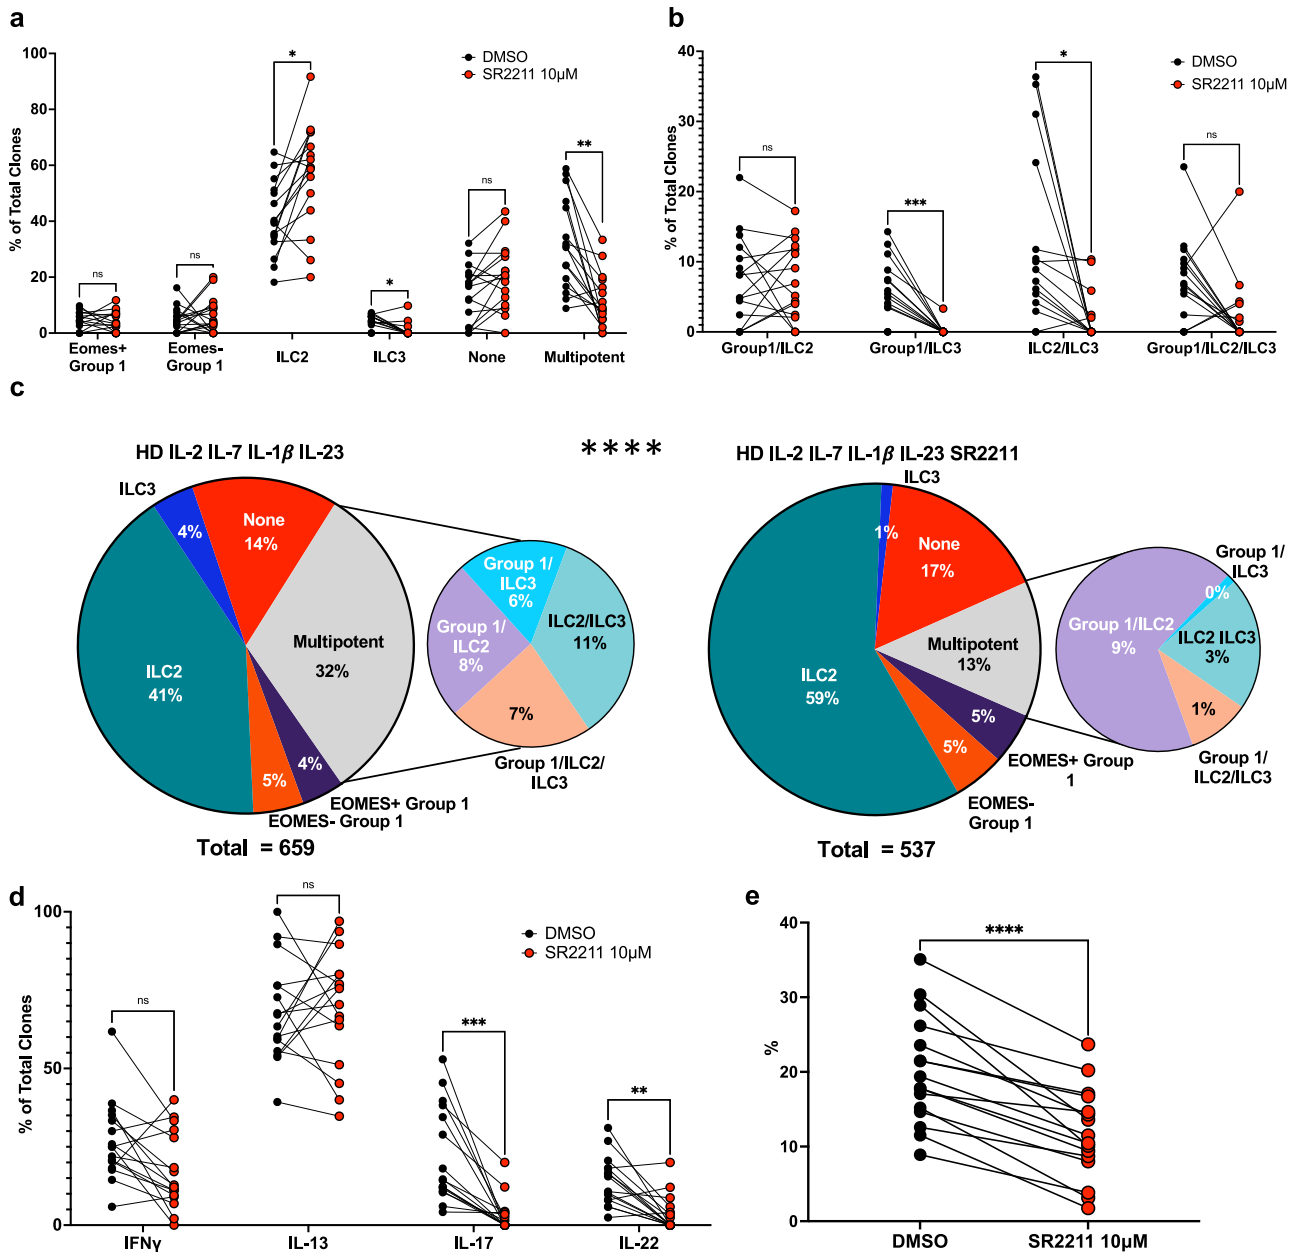 a
100
80
60
40
20
0
% of Total Clones
DMSO
SR2211 10µM
ns
ns
*
*
ns
**
Eomes+
Group 1
Eomes-
Group 1
ILC2
ILC3
None
Multipotent
b
40
30
20
10
0
% of Total Clones
DMSO
SR2211 10µM
ns
***
*
ns
Group1/ILC2
Group1/ILC3
ILC2/ILC3
Group1/ILC2/ILC3
c
HD IL-2 IL-7 IL-1β IL-23
ILC3
4%
None
14%
Multipotent
32%
ILC2
41%
5%
4%
EOMES+ Group 1
EOMES- Group 1
Total = 659
Group 1/
ILC3
6%
ILC2/ILC3
11%
Group 1/
ILC2
8%
7%
Group 1/ILC2/
ILC3
****
HD IL-2 IL-7 IL-1β IL-23 SR2211
ILC3
1%
None
17%
Multipotent
13%
ILC2
59%
5%
5%
EOMES+ Group
1
EOMES-
Group 1
Total = 537
Group 1/
ILC3
0%
Group 1/ILC2
9%
ILC2 ILC3
3%
1%
Group 1/
ILC2/ILC3
d
100
50
0
% of Total Clones
ns
ns
***
**
DMSO
SR2211 10µM
IFNγ
IL-13
IL-17
IL-22
e
40
30
20
10
0
%
****
DMSO
SR2211 10µM